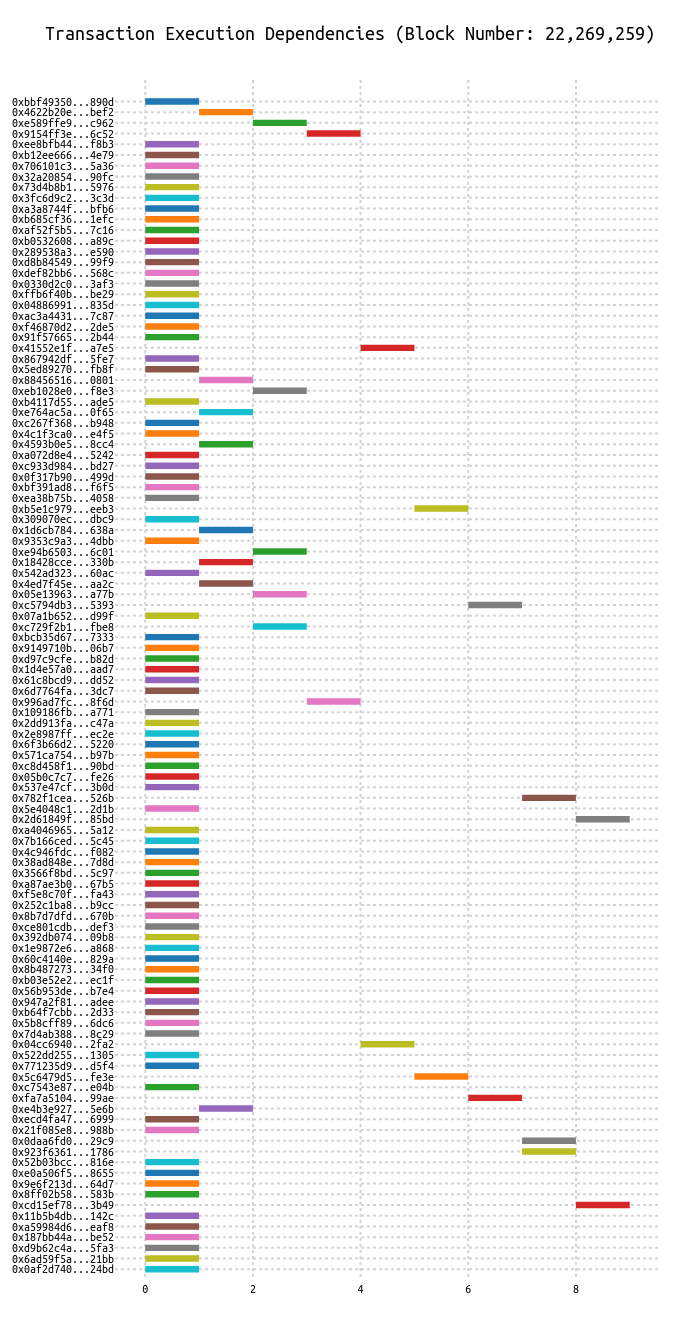 Transaction Execution Dependencies (Block Number: 22,269,259)
0xbbf49350...890d
0x4622b20e...bef2
0xe589ffe9...c962
0x9154ff3e...6c52
0xee8bfb44...f8b3
0xb12ee666...4e79
0x706101c3...5a36
0x32a20854...90fc
0x73d4b8b1...5976
0x3fc6d9c2...3c3d
0xa3a8744f...bfb6
0xb685cf36...1efc
0xaf52f5b5...7c16
0xb0532608...a89c
0x289538a3...e590
0xd8b84549...99f9
0xdef82bb6...568c
0x0330d2c0...3af3
0xffb6f40b...be29
0x04886991...835d
0xac3a4431...7c87
0xf46870d2...2de5
0x91f57665...2b44
0x41552e1f...a7e5
0x867942df...5fe7
0x5ed89270...fb8f
0x88456516...0801
0xeb1028e0...f8e3
0xb4117d55...ade5
0xe764ac5a...0f65
0xc267f368...b948
0x4c1f3ca0...e4f5
0x4593b0e5...8cc4
0xa072d8e4...5242
0xc933d984...bd27
0x0f317b90...499d
0xbf391ad8...f6f5
0xea38b75b...4058
0xb5e1c979...eeb3
0x309070ec...dbc9
0x1d6cb784...638a
0x9353c9a3...4dbb
0xe94b6503...6c01
0x18428cce...330b
0x542ad323...60ac
0x4ed7f45e...aa2c
0x05e13963...a77b
0xc5794db3...5393
0x07a1b652...d99f
0xc729f2b1...fbe8
0xbcb35d67...7333
0x9149710b...06b7
0xd97c9cfe...b82d
0x1d4e57a0...aad7
0x61c8bcd9...dd52
0x6d7764fa...3dc7
0x996ad7fc...8f6d
0x109186fb...a771
0x2dd913fa...c47a
0x2e8987ff...ec2e
0x6f3b66d2...5220
0x571ca754...b97b
0xc8d458f1...90bd
0x05b0c7c7...fe26
0x537e47cf...3b0d
0x782f1cea...526b
0x5e4048c1...2d1b
0x2d61849f...85bd
0xa4046965...5a12
0x7b166ced...5c45
0x4c946fdc...f082
0x38ad848e...7d8d
0x3566f8bd...5c97
0xa87ae3b0...67b5
0xf5e8c70f...fa43
0x252c1ba8...b9cc
0x8b7d7dfd...670b
0xce801cdb...def3
0x392db074...09b8
0x1e9872e6...a868
0x60c4140e...829a
0x8b487273...34f0
0xb03e52e2...ec1f
0x56b953de...b7e4
0x947a2f81...adee
0xb64f7cbb...2d33
0x5b8cff89...6dc6
0x7d4ab388...8c29
0x04cc6940...2fa2
0x522dd255...1305
0x771235d9...d5f4
0x5c6479d5...fe3e
0xc7543e87...e04b
0xfa7a5104...99ae
0xe4b3e927...5e6b
0xecd4fa47...6999
0x21f085e8...988b
0x0daa6fd0...29c9
0x923f6361...1786
0x52b03bcc...816e
0xe0a506f5...8655
0x9e6f213d...64d7
0x8ff02b58...583b
0xcd15ef78...3b49
0x11b5b4db...142c
0xa59984d6...eaf8
0x187bb44a...be52
0xd9b62c4a...5fa3
0x6ad59f5a...21bb
0x0af2d740...24bd
0 2 4 6 8